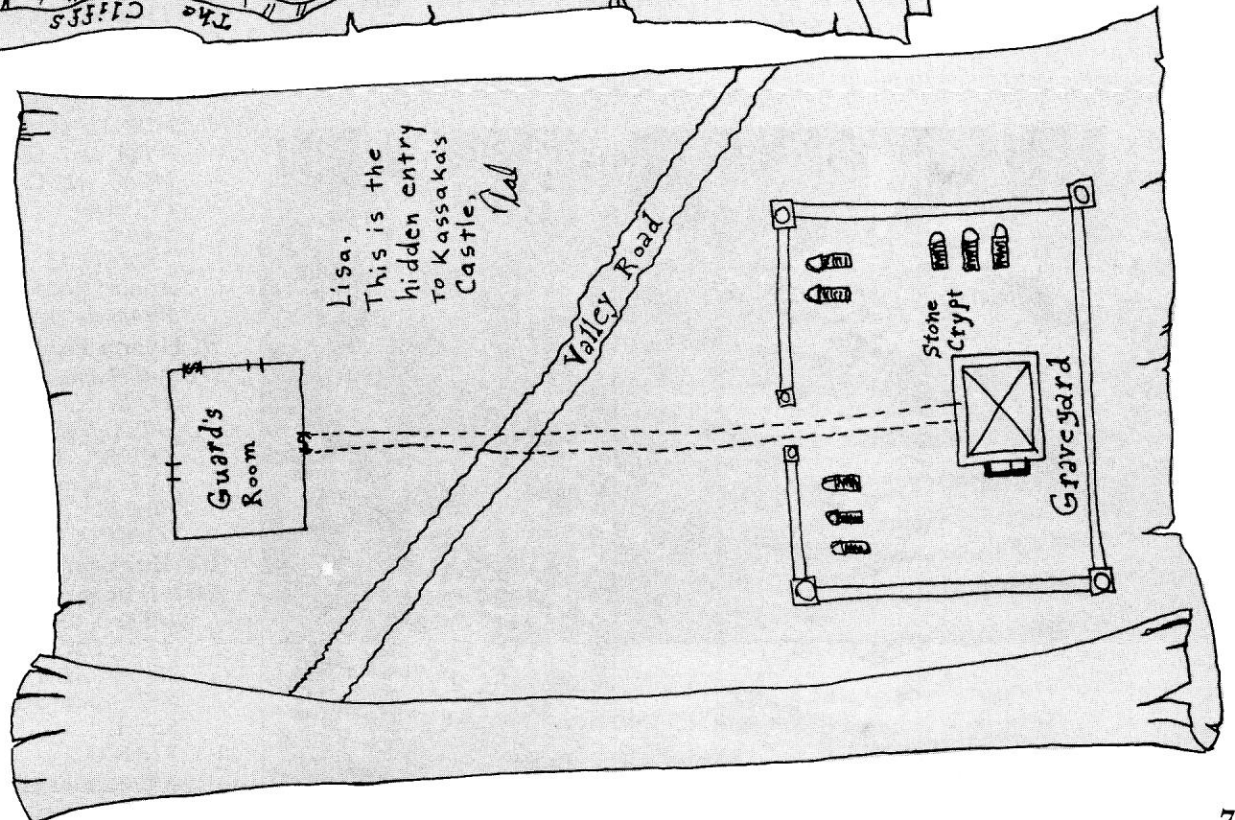 The
Cliffs
Lisa,
This is the
hidden entry
To Kassaka's
Castle,
Guard's
Room
Valley Road
Stone
Crypt
Graveyard
7